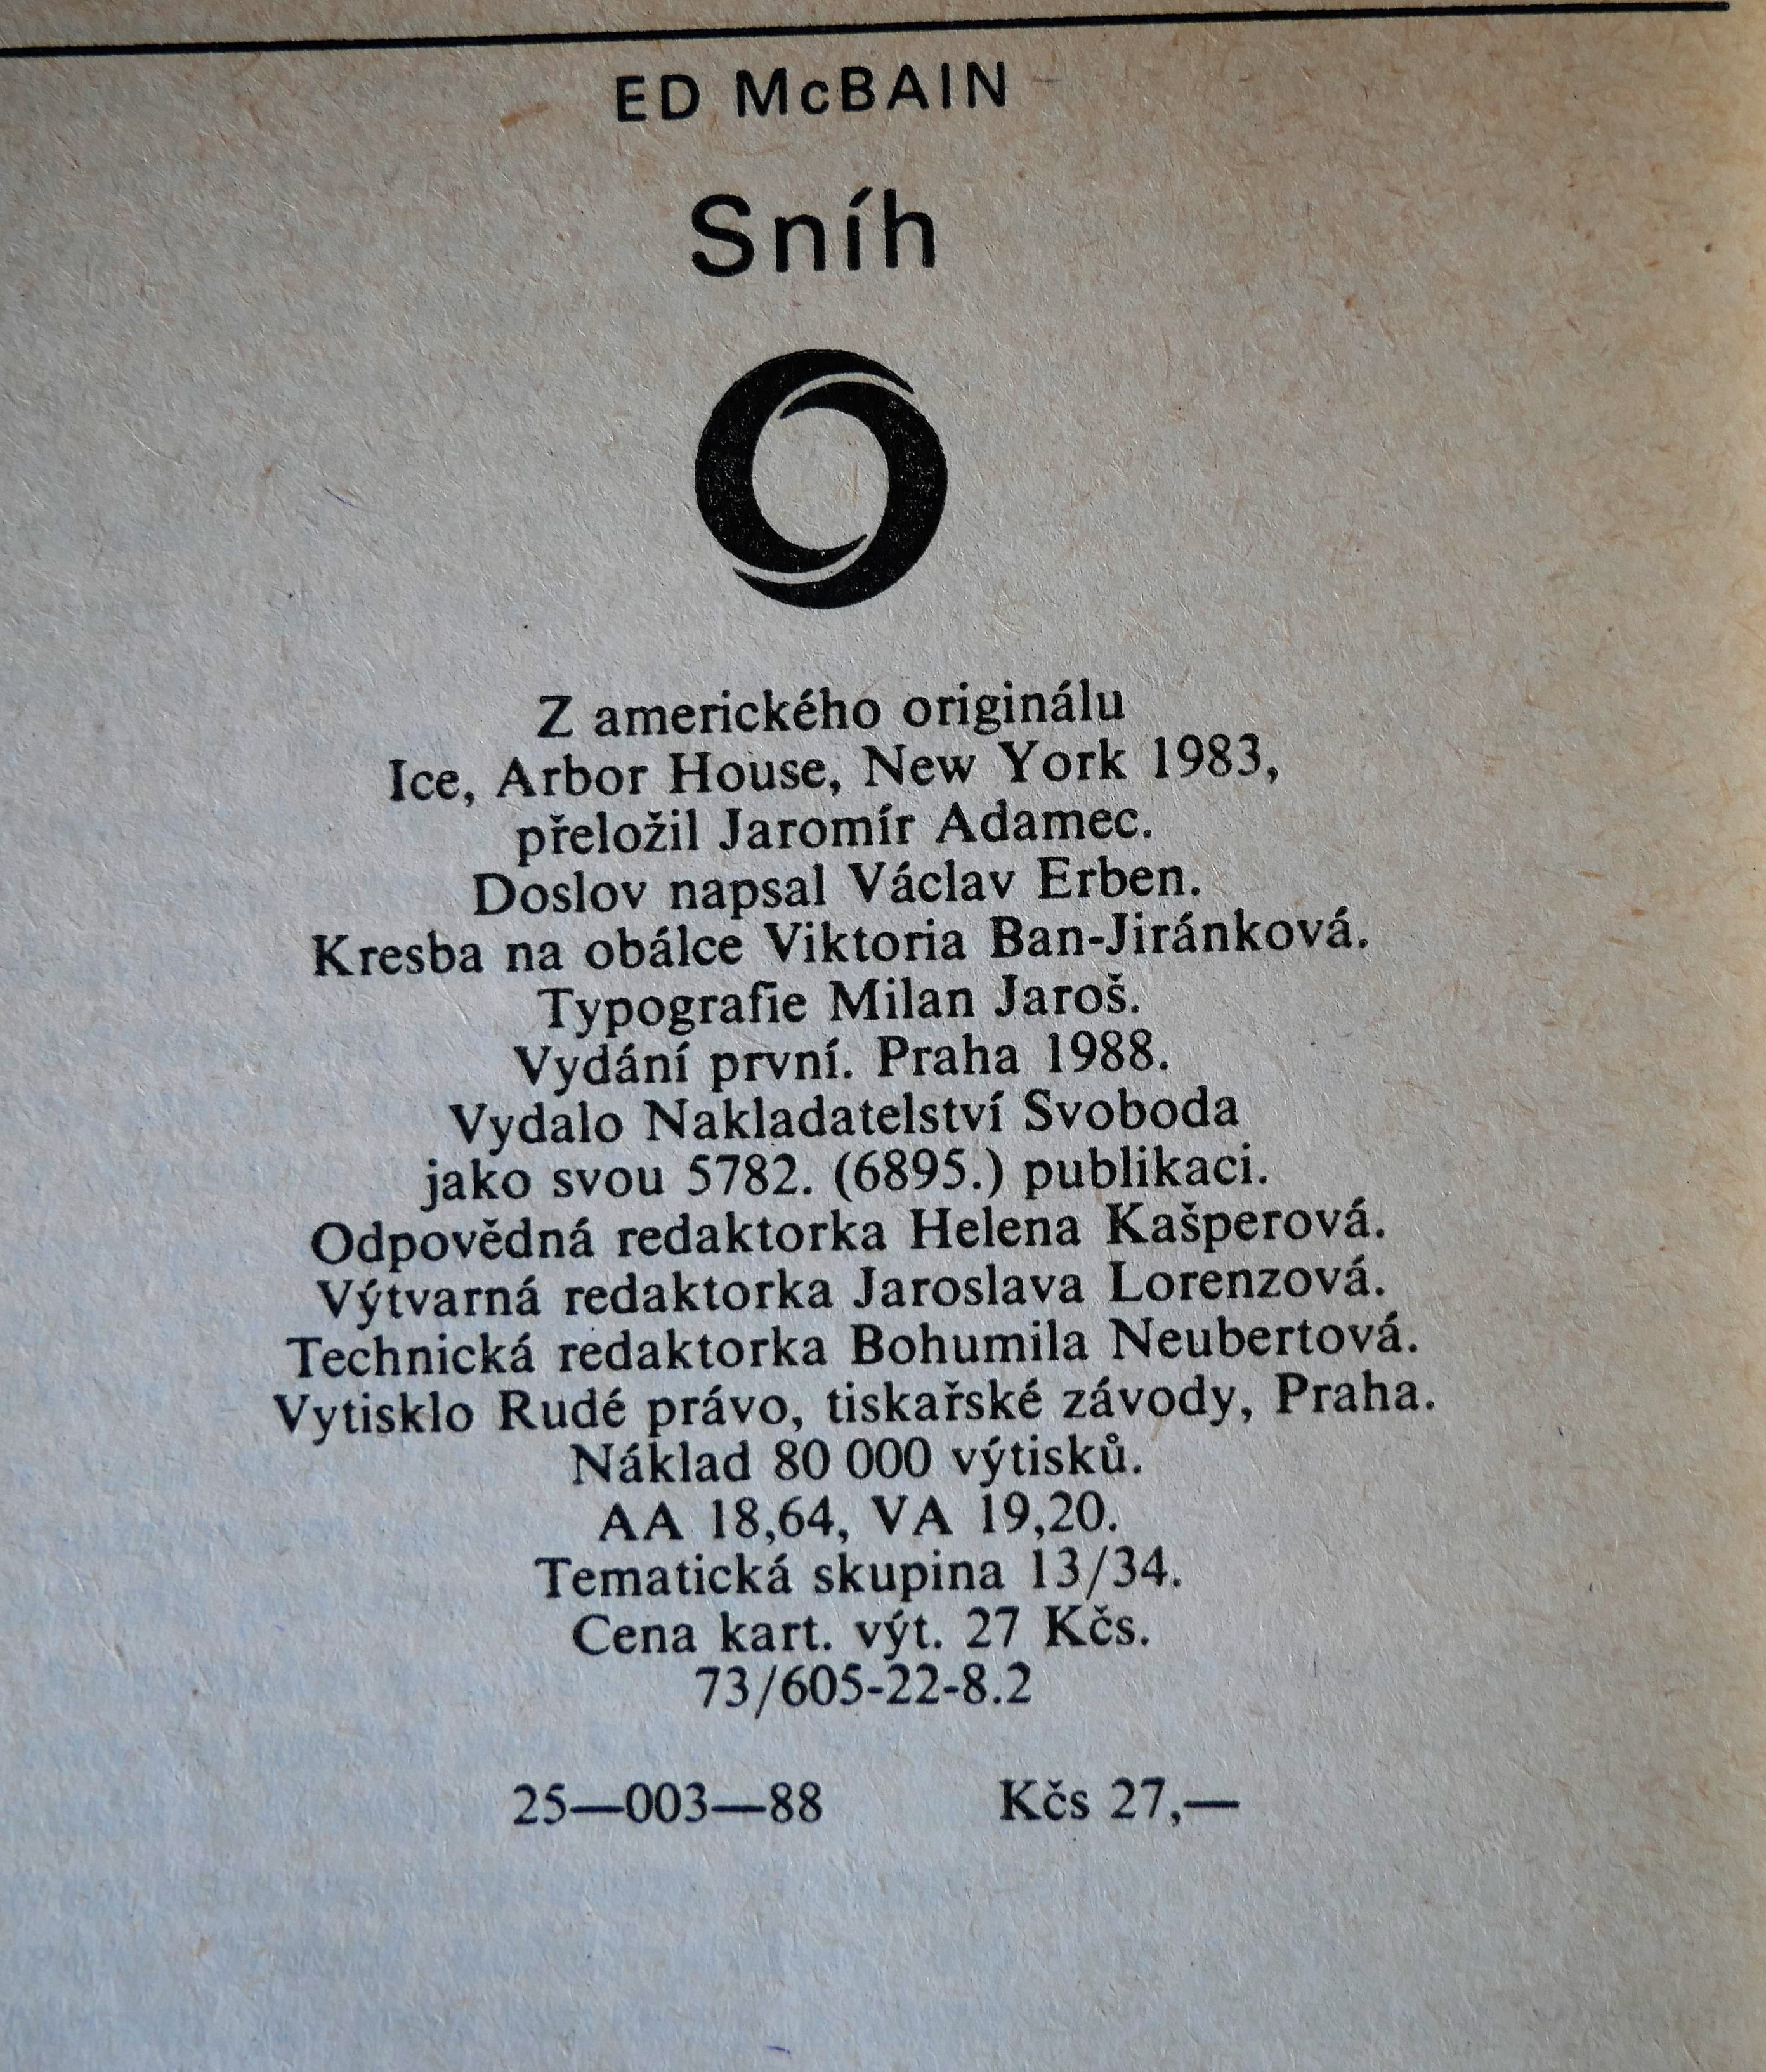 ED McBAIN
Sníh
Z amerického originálu
Ice, Arbor House, New York 1983,
přeložil Jaromír Adamec.
Doslov napsal Václav Erben.
Kresba na obálce Viktoria Ban-Jiránková.
Typografie Milan Jaroš.
Vydání první. Praha 1988.
Vydalo Nakladatelství Svoboda
jako svou 5782. (6895.) publikaci.
Odpovědná redaktorka Helena Kašperová.
Výtvarná redaktorka Jaroslava Lorenzová.
Technická redaktorka Bohumila Neubertová.
Vytisklo Rudé právo, tiskařské závody, Praha.
Náklad 80 000 výtisků.
AA 18,64, VA 19,20.
Tematická skupina 13/34.
Cena kart. výt. 27 Kčs.
73/605-22-8.2
25—003—88 Kčs 27,—